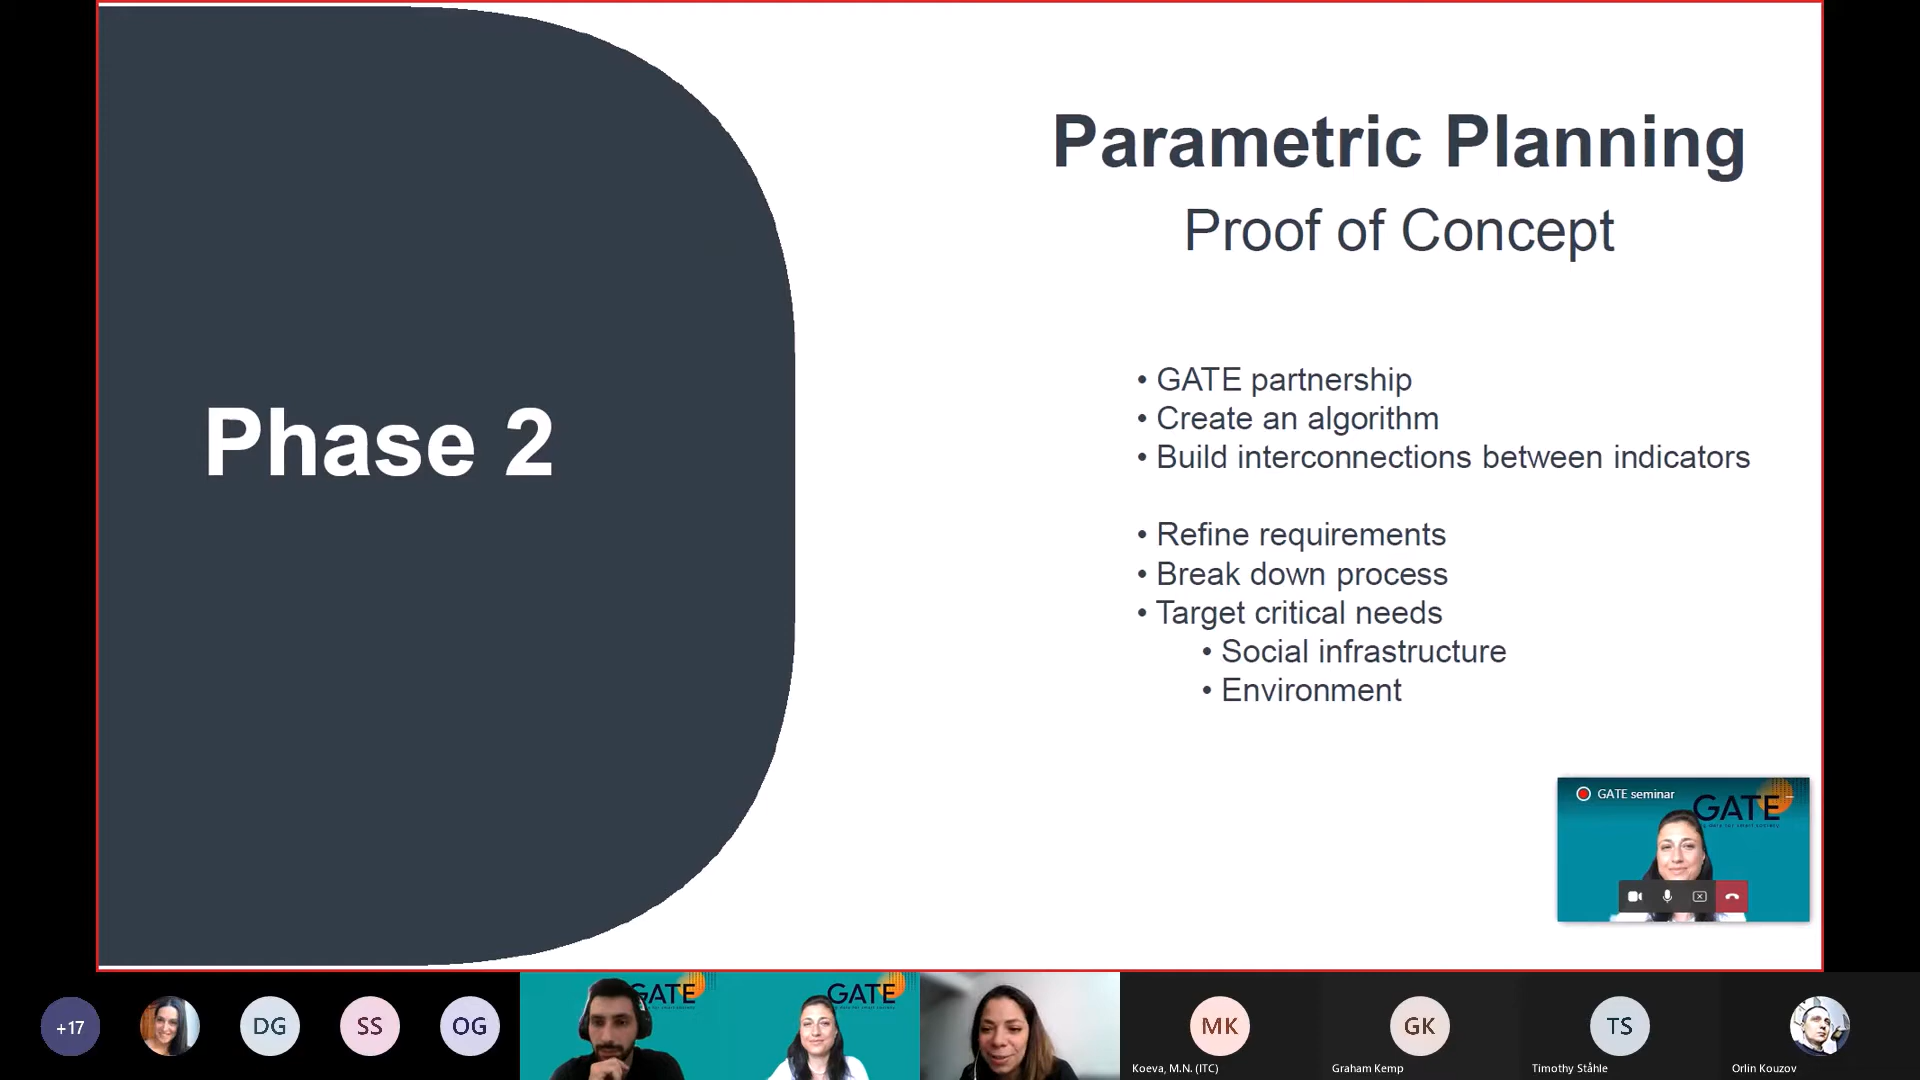 Phase 2
Parametric Planning
Proof of Concept
• GATE partnership
• Create an algorithm
• Build interconnections between indicators
• Refine requirements
• Break down process
• Target critical needs
• Social infrastructure
• Environment
GATE seminar
GATE
+17
DG
SS
OG
GATE
GATE
MK
Koeva, M.N. (ITC)
GK
Graham Kemp
TS
Timothy Ståhle
Orlin Kouzov